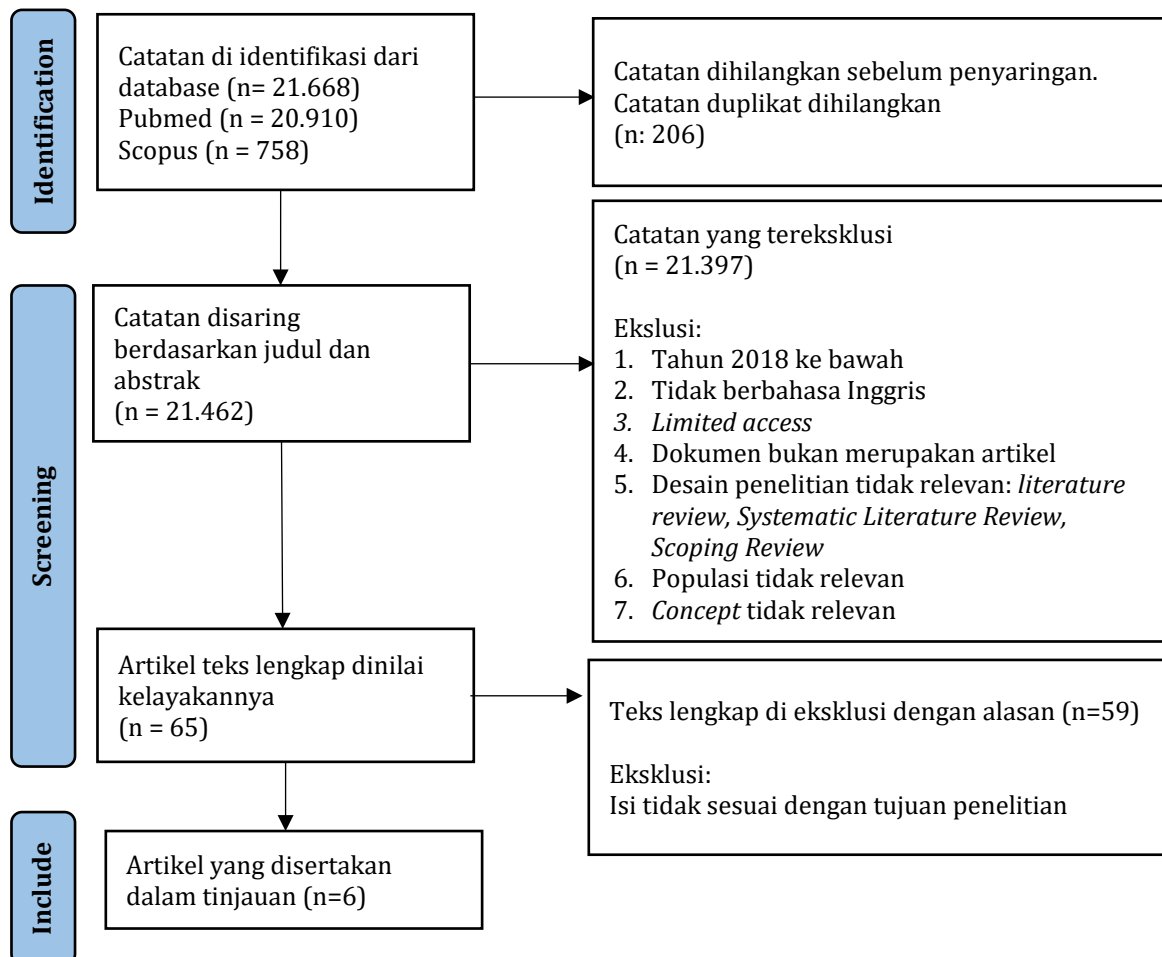 Identification
Catatan di identifikasi dari
database (n= 21.668)
Pubmed (n = 20.910)
Scopus (n = 758)
Catatan dihilangkan sebelum penyaringan.
Catatan duplikat dihilangkan
(n: 206)
Screening
Catatan disaring
berdasarkan judul dan
abstrak
(n = 21.462)
Catatan yang tereksklusi
(n = 21.397)
Ekslusi:
1. Tahun 2018 ke bawah
2. Tidak berbahasa Inggris
3. Limited access
4. Dokumen bukan merupakan artikel
5. Desain penelitian tidak relevan: literature
review, Systematic Literature Review,
Scoping Review
6. Populasi tidak relevan
7. Concept tidak relevan
Artikel teks lengkap dinilai
kelayakannya
(n = 65)
Teks lengkap di eksklusi dengan alasan (n=59)
Eksklusi:
Isi tidak sesuai dengan tujuan penelitian
Include
Artikel yang disertakan
dalam tinjauan (n=6)